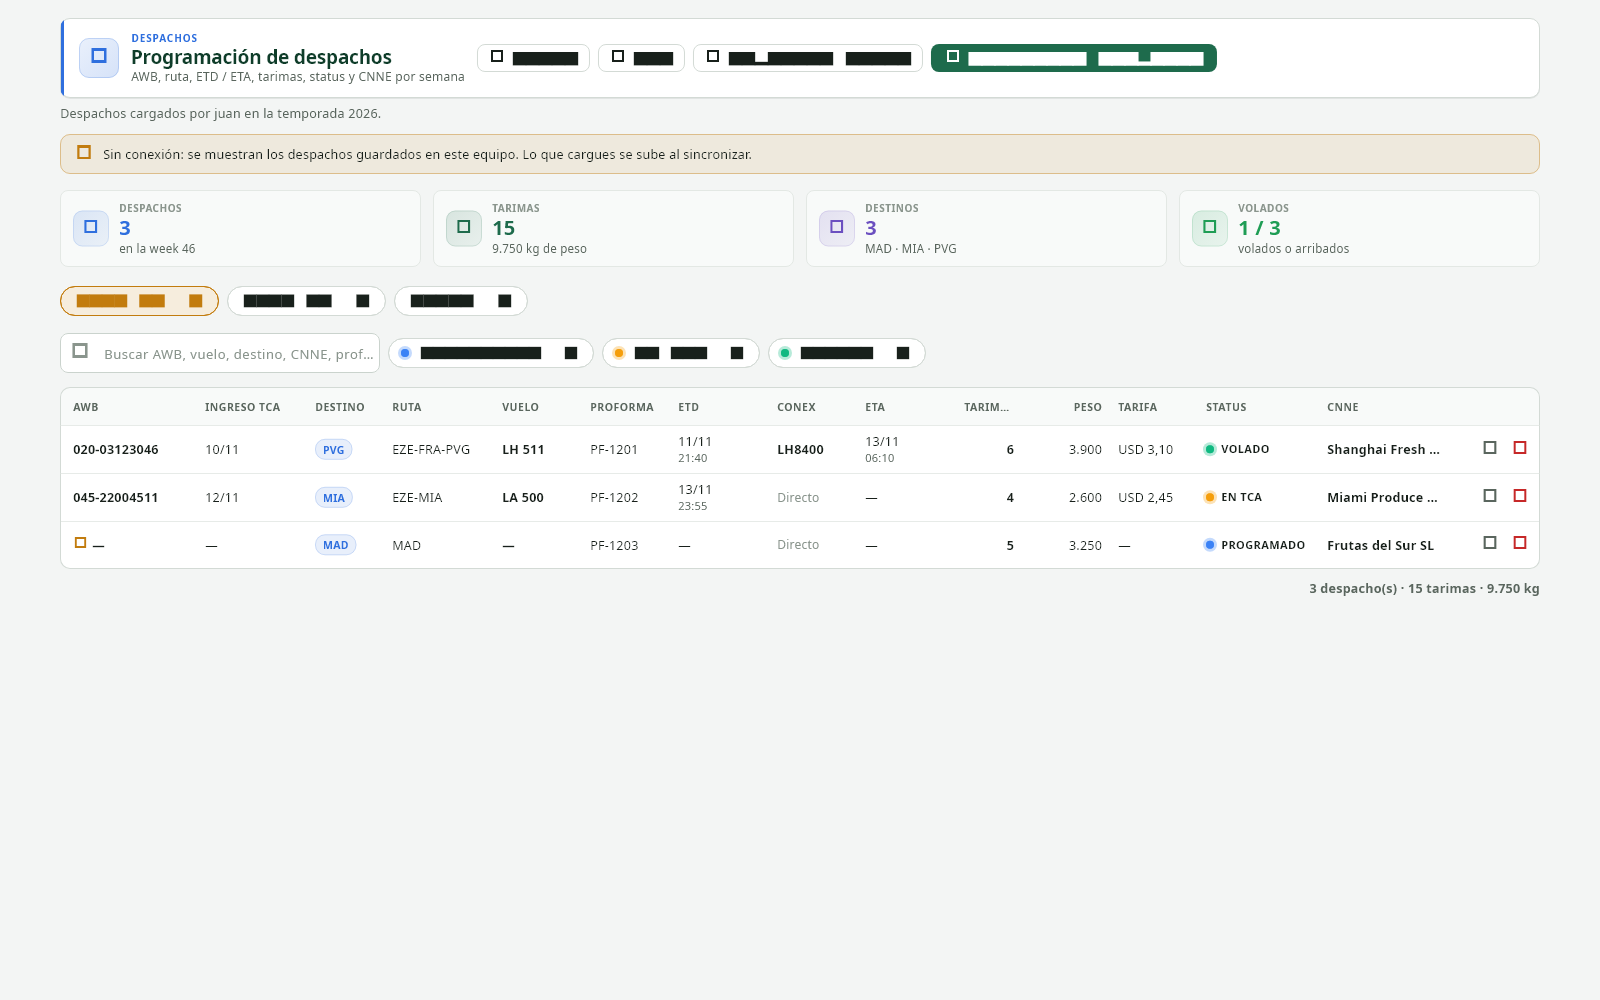 DESPACHOS
Programación de despachos
AWB, ruta, ETD / ETA, tarimas, status y CNNE por semana
Despachos cargados por juan en la temporada 2026.
Sin conexión: se muestran los despachos guardados en este equipo. Lo que cargues se sube al sincronizar.
DESPACHOS
3
en la week 46
TARIMAS
15
9.750 kg de peso
DESTINOS
3
MAD · MIA · PVG
VOLADOS
1 / 3
volados o arribados
Buscar AWB, vuelo, destino, CNNE, prof…
AWB INGRESO TCA DESTINO RUTA VUELO PROFORMA ETD CONEX ETA TARIM… PESO TARIFA STATUS CNNE
020-03123046 10/11 PVG EZE-FRA-PVG LH 511 PF-1201 11/11 21:40 LH8400 13/11 06:10 6 3.900 USD 3,10 VOLADO Shanghai Fresh …
045-22004511 12/11 MIA EZE-MIA LA 500 PF-1202 13/11 23:55 Directo — 4 2.600 USD 2,45 EN TCA Miami Produce …
— — MAD MAD — PF-1203 — Directo — 5 3.250 — PROGRAMADO Frutas del Sur SL
3 despacho(s) · 15 tarimas · 9.750 kg